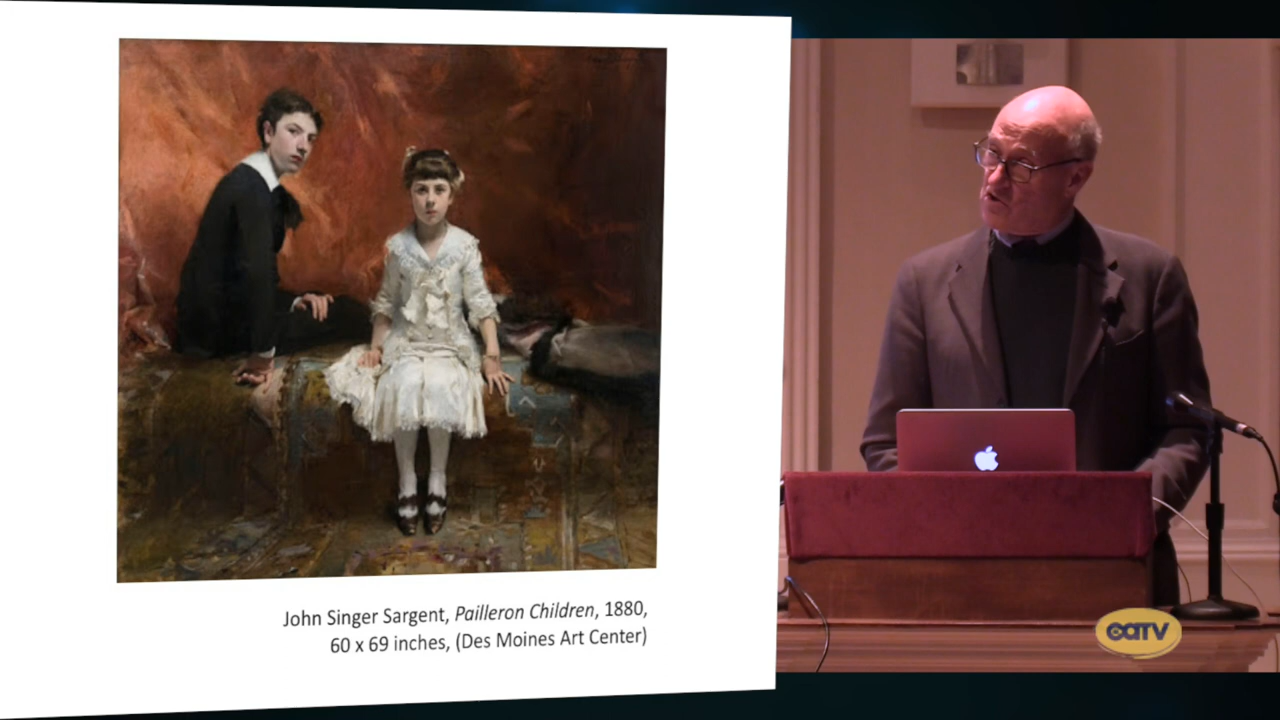 John Singer Sargent, Pailleron Children, 1880,
60 x 69 inches, (Des Moines Art Center)
CATV